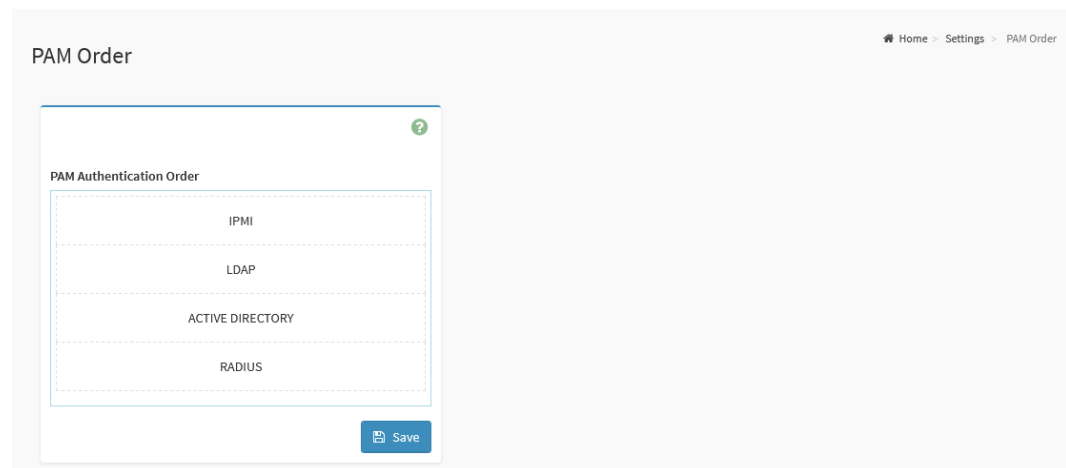 Home > Settings > PAM Order
PAM Order
?
PAM Authentication Order
IPMI
LDAP
ACTIVE DIRECTORY
RADIUS
Save